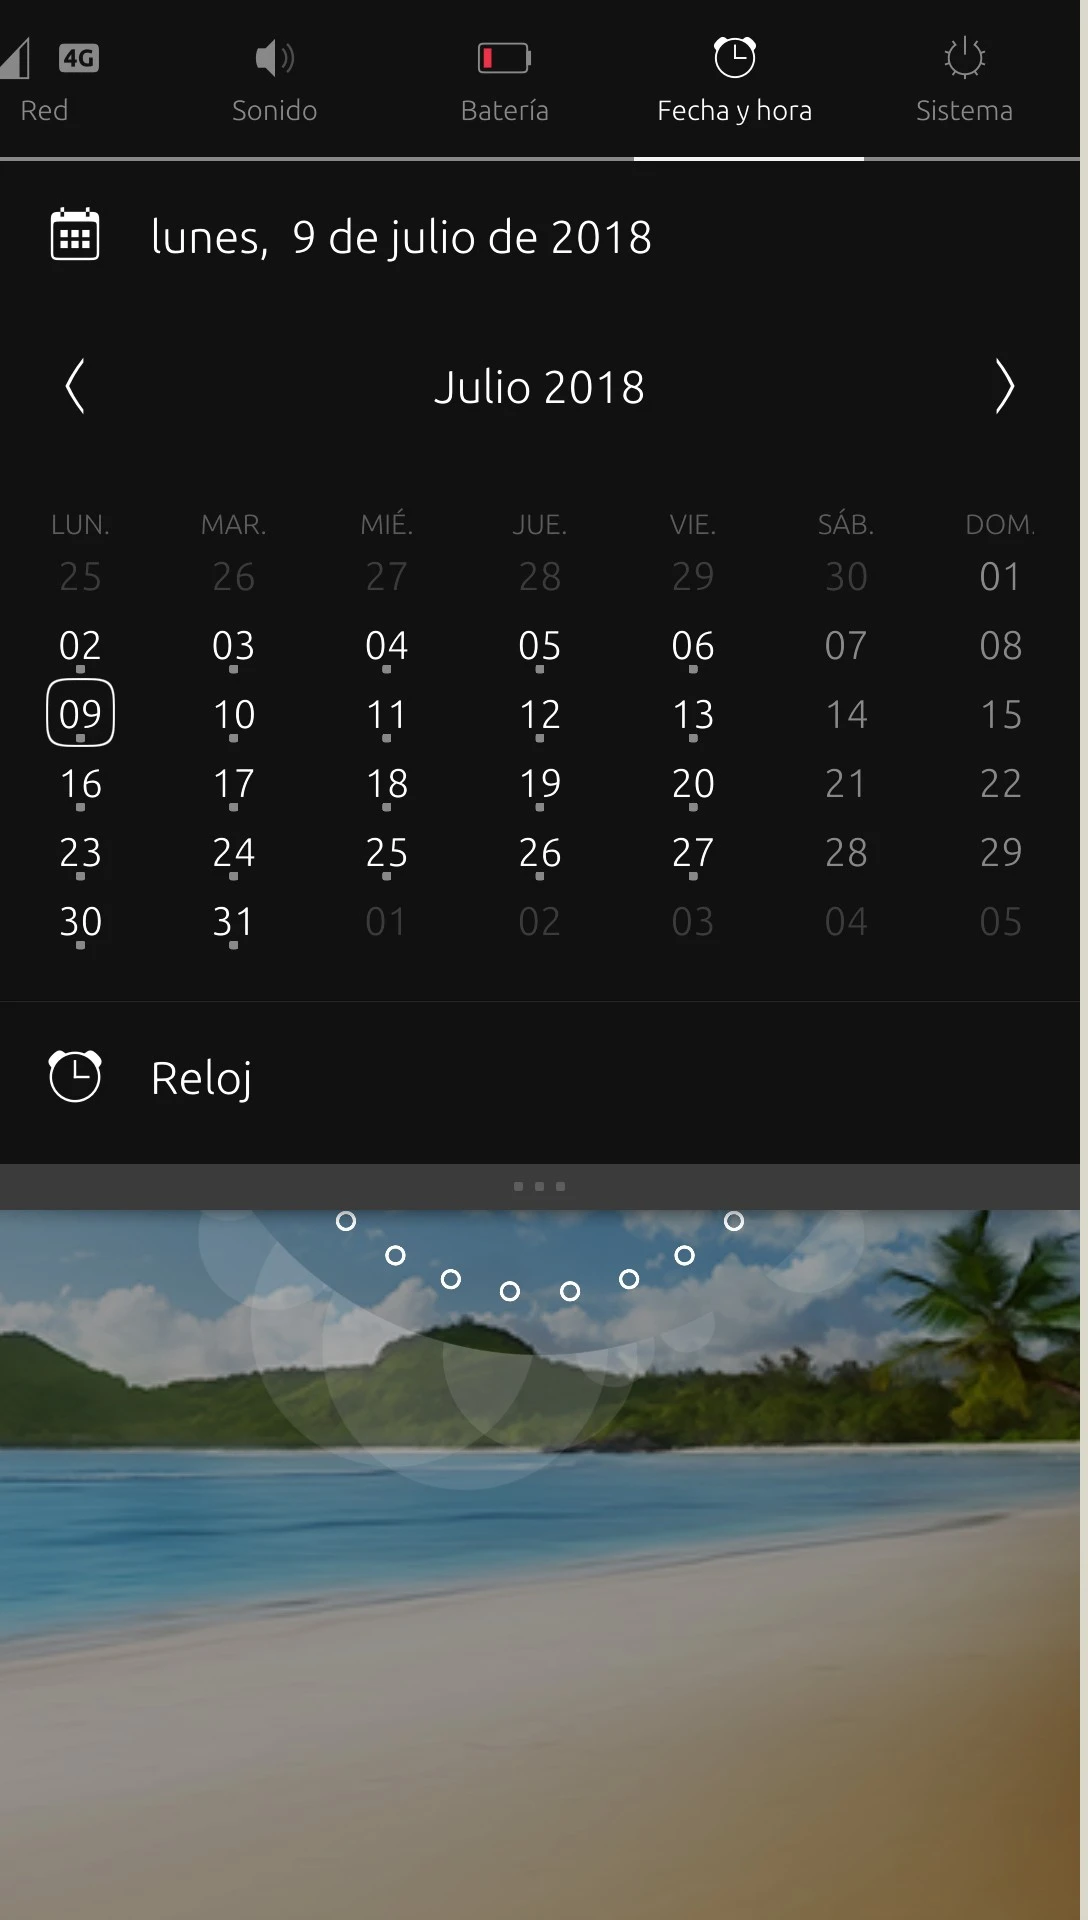 4G
Red Sonido Batería Fecha y hora Sistema
lunes, 9 de julio de 2018
Julio 2018
LUN. MAR. MIÉ. JUE. VIE. SÁB. DOM.
25 26 27 28 29 30 01
02 03 04 05 06 07 08
09 10 11 12 13 14 15
16 17 18 19 20 21 22
23 24 25 26 27 28 29
30 31 01 02 03 04 05
Reloj